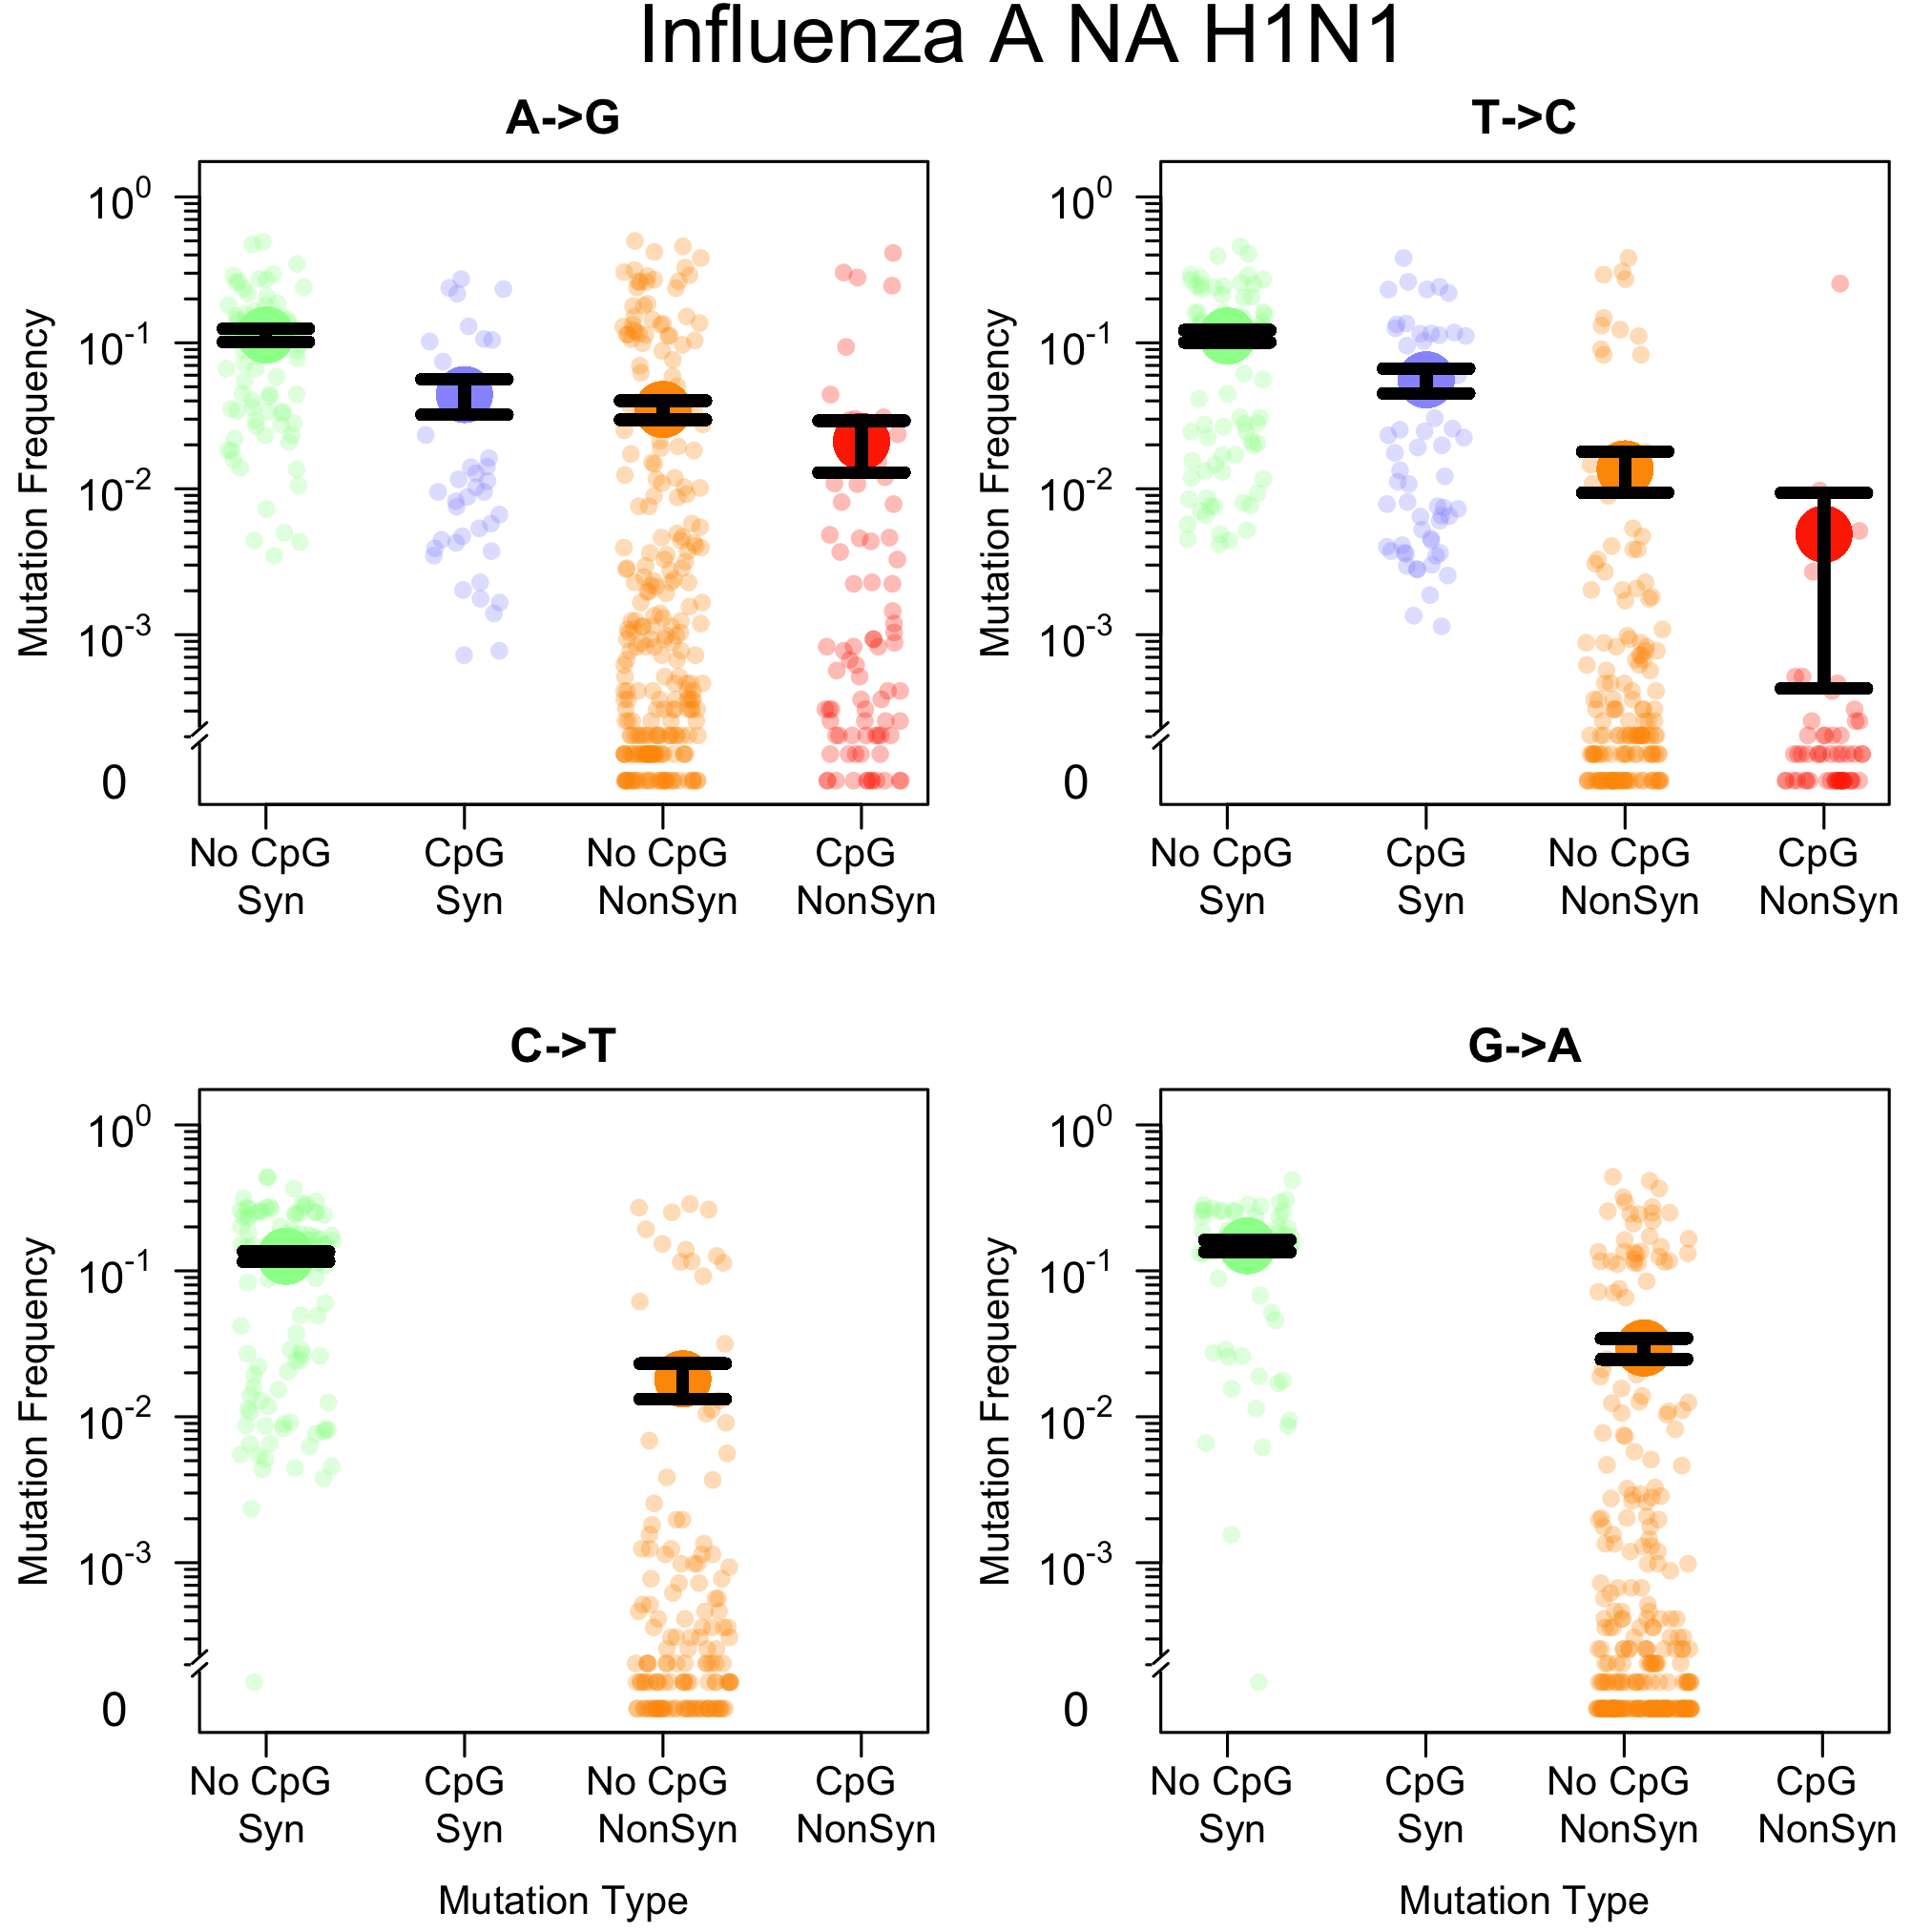 Influenza A NA H1N1
A->G
Mutation Frequency
10^0
10^-1
10^-2
10^-3
0
No CpG
Syn
CpG
Syn
No CpG
NonSyn
CpG
NonSyn
T->C
Mutation Frequency
10^0
10^-1
10^-2
10^-3
0
No CpG
Syn
CpG
Syn
No CpG
NonSyn
CpG
NonSyn
C->T
Mutation Frequency
10^0
10^-1
10^-2
10^-3
0
No CpG
Syn
CpG
Syn
No CpG
NonSyn
CpG
NonSyn
Mutation Type
G->A
Mutation Frequency
10^0
10^-1
10^-2
10^-3
0
No CpG
Syn
CpG
Syn
No CpG
NonSyn
CpG
NonSyn
Mutation Type